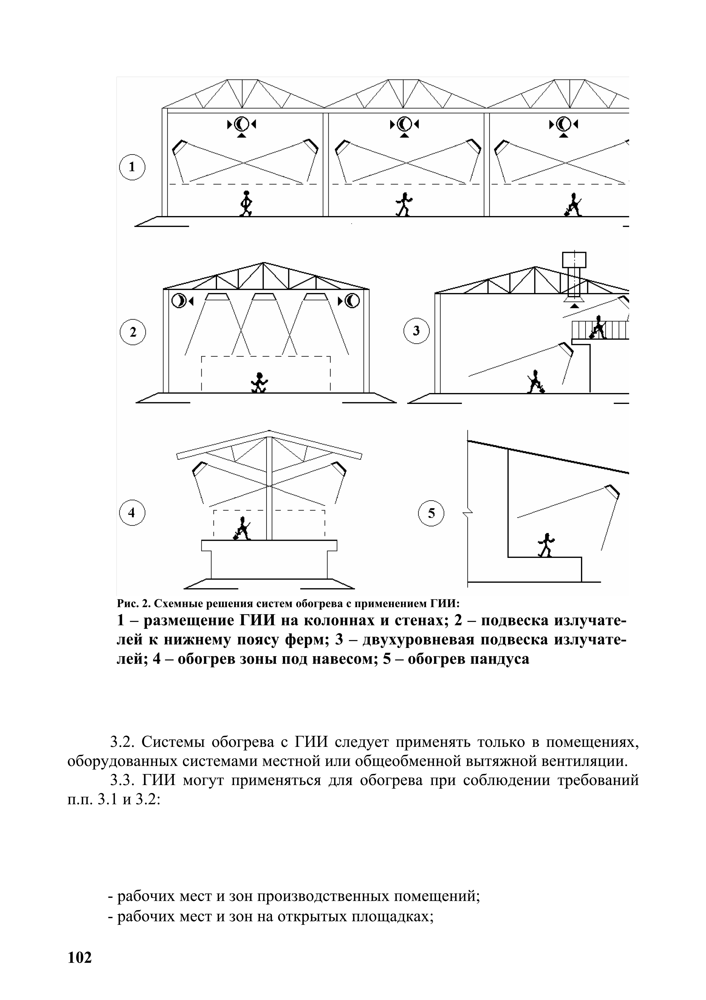 1
2
3
4
5
Рис. 2. Схемные решения систем обогрева с применением ГИИ:
1 – размещение ГИИ на колоннах и стенах; 2 – подвеска излучате-
лей к нижнему поясу ферм; 3 – двухуровневая подвеска излучате-
лей; 4 – обогрев зоны под навесом; 5 – обогрев пандуса
3.2. Системы обогрева с ГИИ следует применять только в помещениях,
оборудованных системами местной или общеобменной вытяжной вентиляции.
3.3. ГИИ могут применяться для обогрева при соблюдении требований
п.п. 3.1 и 3.2:
- рабочих мест и зон производственных помещений;
- рабочих мест и зон на открытых площадках;
102